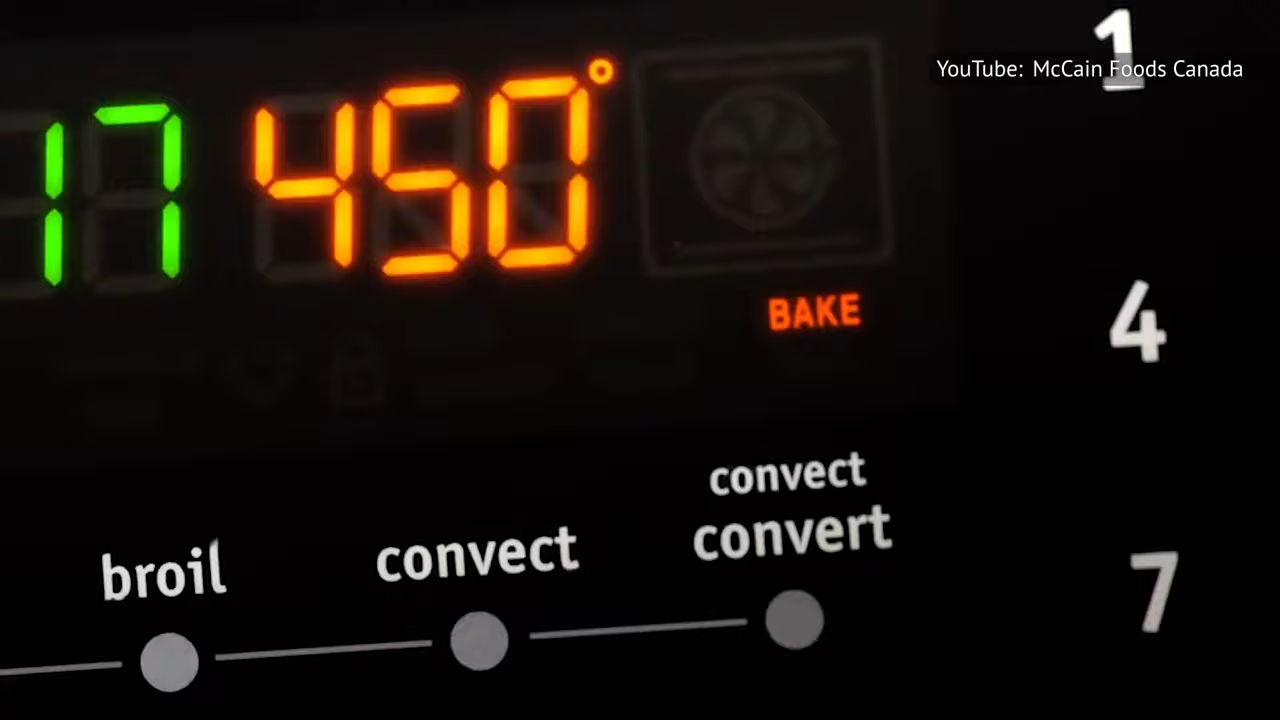 YouTube: McCain Foods Canada
1
17 450°
BAKE
4
convect
convert
broil
convect
7